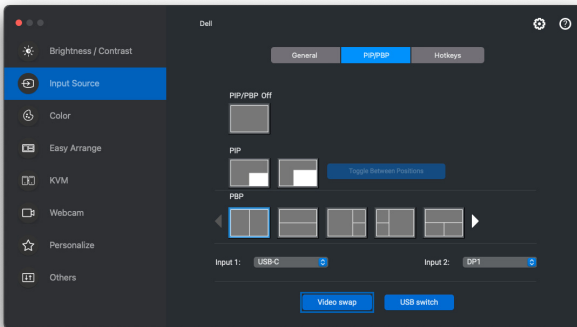 Dell
Brightness / Contrast
Input Source
Color
Easy Arrange
KVM
Webcam
Personalize
Others
General
PIP/PBP
Hotkeys
PIP/PBP Off
PIP
Toggle Between Positions
PBP
Input 1: USB-C
Input 2: DP1
Video swap
USB switch